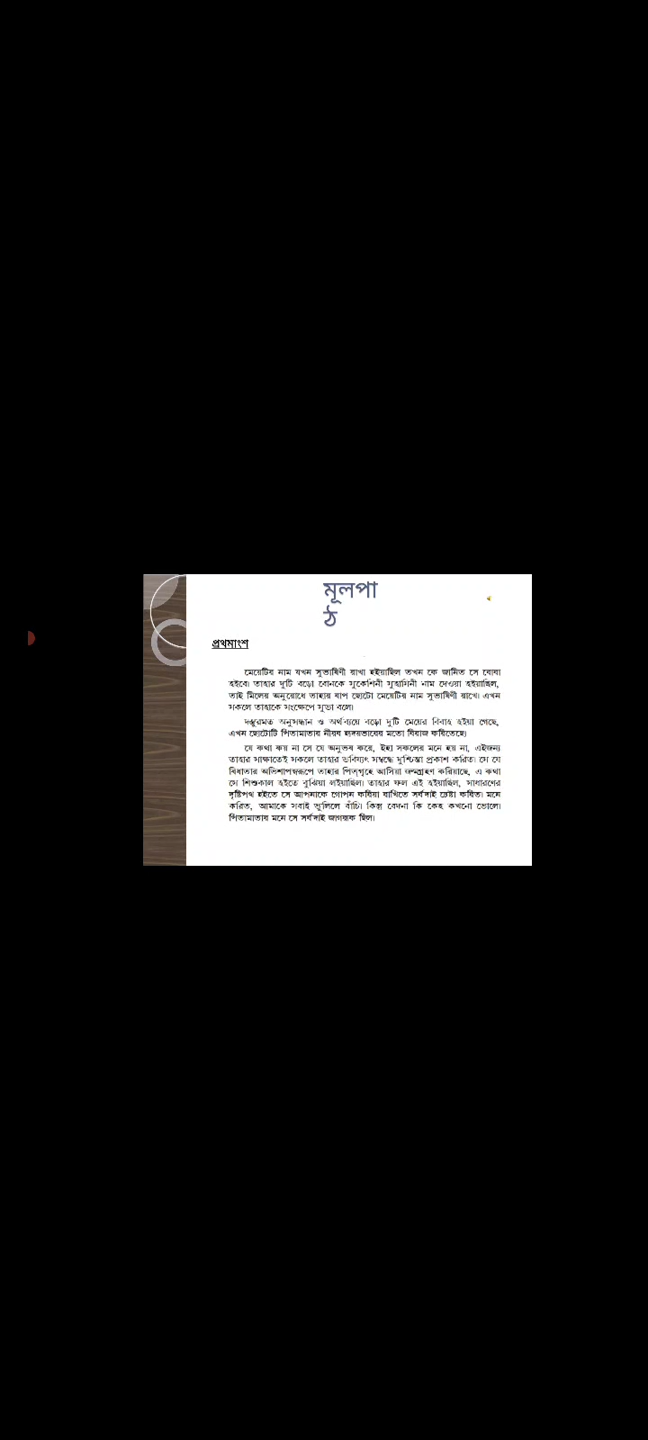 মূলপা
ঠ
প্রথমাংশ
মেয়েটির নাম যখন সুভাষিণী রাখা হইয়াছিল তখন কে জানিত সে বোবা
হইবে। তাহার দুটি বড়ো বোনকে সুকেশিনী সুহাসিনী নাম দেওয়া হইয়াছিল,
তাই মিলের অনুরোধে তাহার বাপ ছোটো মেয়েটির নাম সুভাষিণী রাখে। এখন
সকলে তাহাকে সংক্ষেপে সুভা বলে।
দস্তুরমত অনুসন্ধান ও অর্থব্যয়ে বড়ো দুটি মেয়ের বিবাহ হইয়া গেছে,
এখন ছোটোটি পিতামাতার নীরব হৃদয়ভারের মতো বিরাজ করিতেছে।
যে কথা কয় না সে যে অনুভব করে, ইহা সকলের মনে হয় না, এইজন্য
তাহার সাক্ষাতেই সকলে তাহার ভবিষ্যৎ সম্বন্ধে দুশ্চিন্তা প্রকাশ করিত। সে যে
বিধাতার অভিশাপস্বরূপে তাহার পিতৃগৃহে আসিয়া জন্মগ্রহণ করিয়াছে, এ কথা
সে শিশুকাল হইতে বুঝিয়া লইয়াছিল। তাহার ফল এই হইয়াছিল, সাধারণের
দৃষ্টিপথ হইতে সে আপনাকে গোপন করিয়া রাখিতে সর্বদাই চেষ্টা করিত। মনে
করিত, আমাকে সবাই ভুলিলে বাঁচি। কিন্তু বেদনা কি কেহ কখনো ভোলে।
পিতামাতার মনে সে সর্বদাই জাগরূক ছিল।